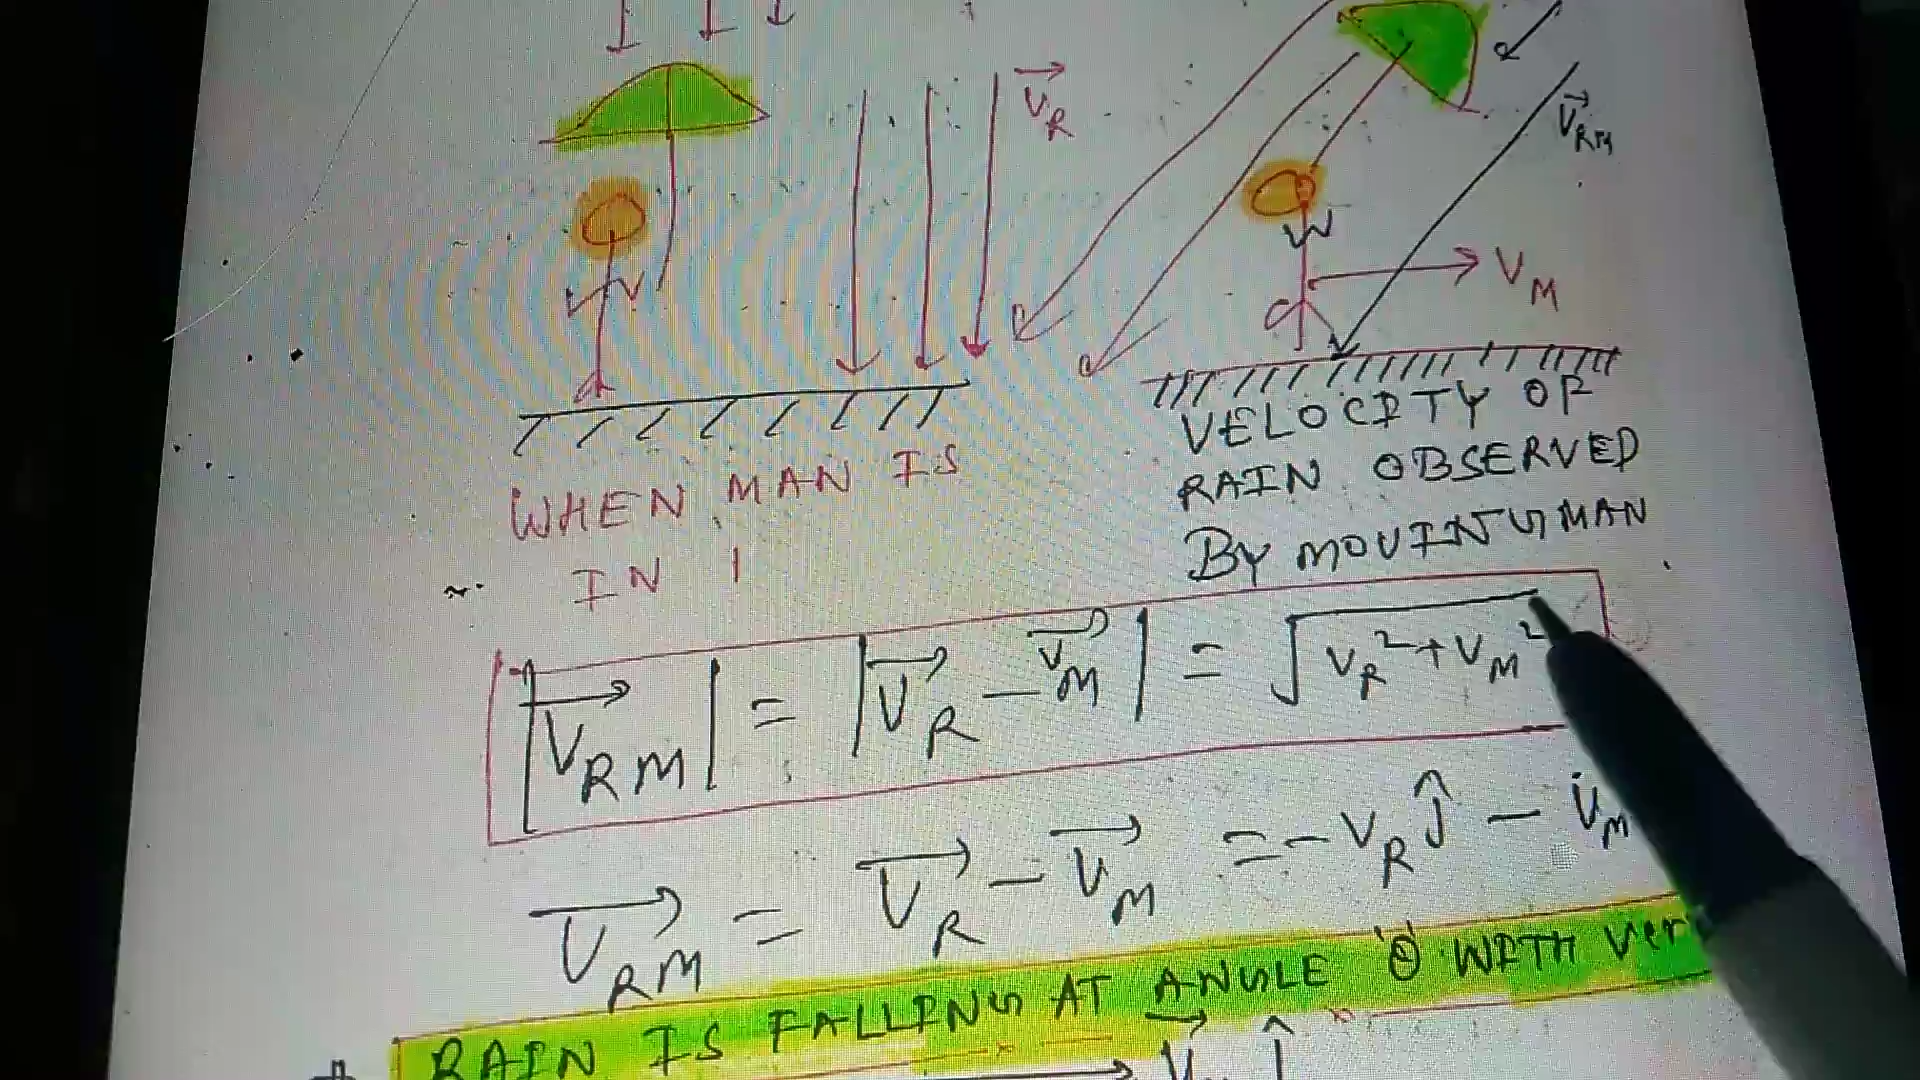 V⃗R
V⃗RM
VM
VELOCITY OF
RAIN OBSERVED
BY MOVING MAN
WHEN MAN IS
IN
|V⃗RM| = |V⃗R - V⃗M| = √VR² + VM²
V⃗RM = V⃗R - V⃗M = - VR ĵ - VM
RAIN IS FALLING AT ANGLE 'θ' WITH Ver